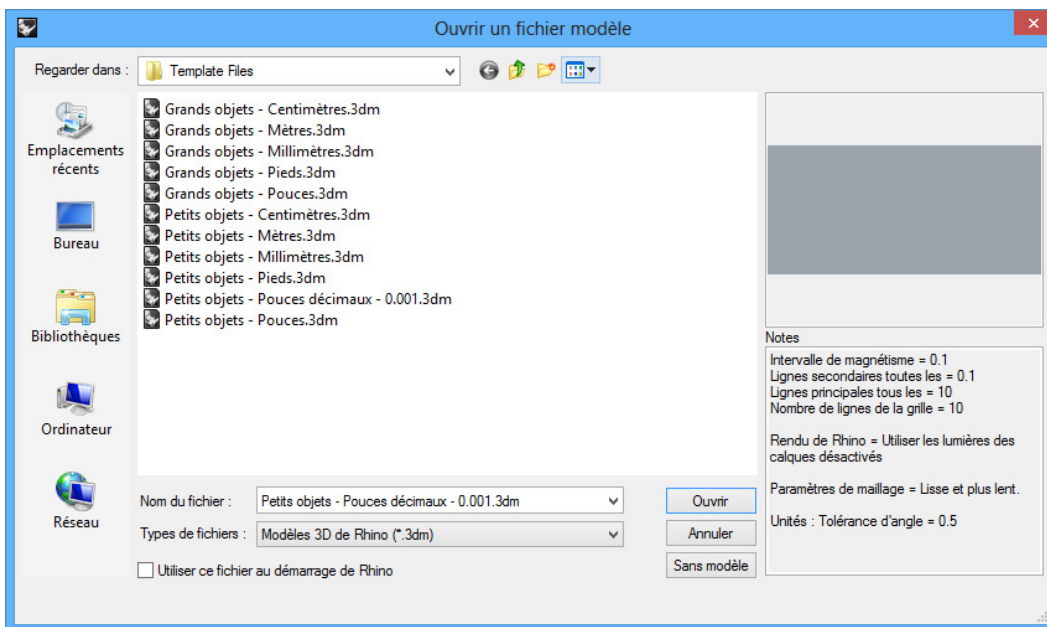 Ouvrir un fichier modèle
Regarder dans :
Template Files
Emplacements
récents
Bureau
Bibliothèques
Ordinateur
Réseau
Grands objets - Centimètres.3dm
Grands objets - Mètres.3dm
Grands objets - Millimètres.3dm
Grands objets - Pieds.3dm
Grands objets - Pouces.3dm
Petits objets - Centimètres.3dm
Petits objets - Mètres.3dm
Petits objets - Millimètres.3dm
Petits objets - Pieds.3dm
Petits objets - Pouces décimaux - 0.001.3dm
Petits objets - Pouces.3dm
Notes
Intervalle de magnétisme = 0.1
Lignes secondaires toutes les = 0.1
Lignes principales tous les = 10
Nombre de lignes de la grille = 10
Rendu de Rhino = Utiliser les lumières des
calques désactivés
Paramètres de maillage = Lisse et plus lent.
Unités : Tolérance d'angle = 0.5
Nom du fichier :
Petits objets - Pouces décimaux - 0.001.3dm
Ouvrir
Types de fichiers :
Modèles 3D de Rhino (*.3dm)
Annuler
Utiliser ce fichier au démarrage de Rhino
Sans modèle